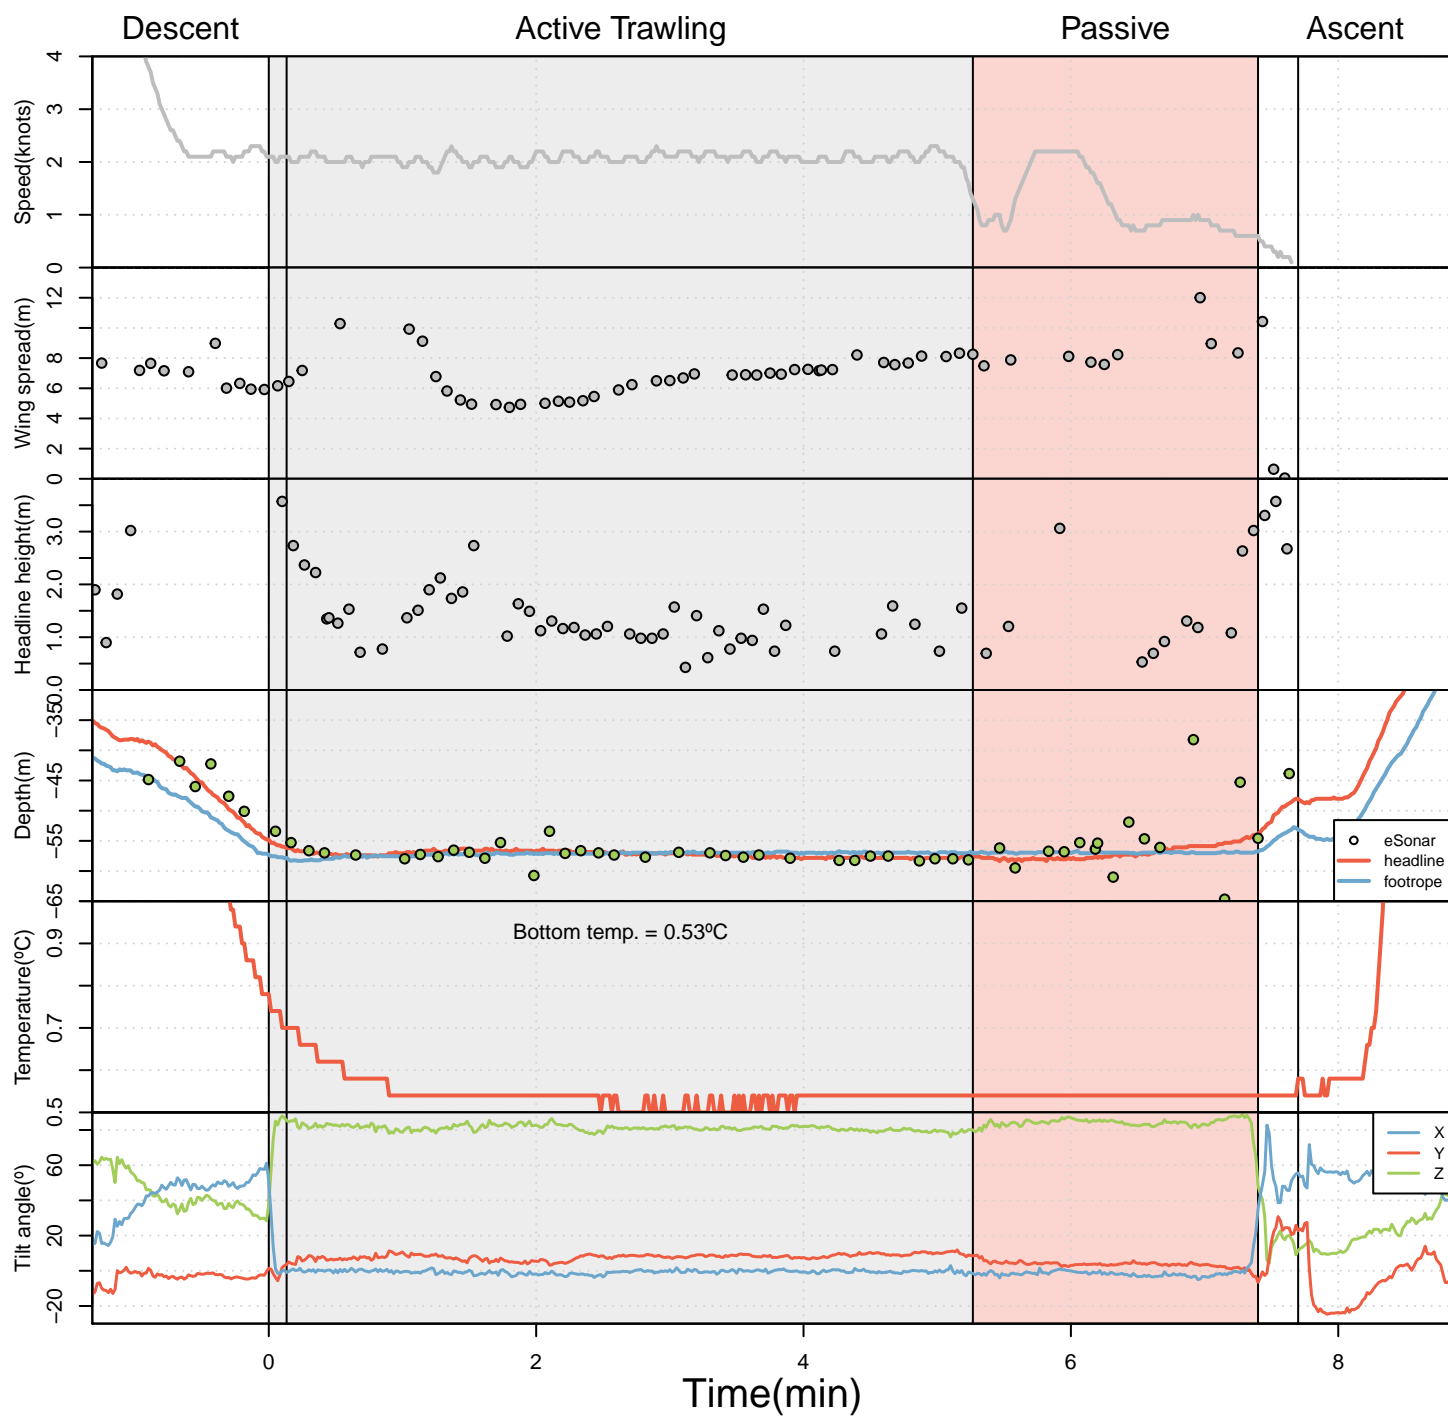 Descent Active Trawling Passive Ascent
Speed(knots)
0 1 2 3 4
Wing spread(m)
0 2 4 6 8 12
Headline height(m)
0.0 1.0 2.0 3.0
Depth(m)
−65 −55 −45 −35
eSonar
headline
footrope
Temperature(ºC)
0.5 0.7 0.9
Bottom temp. = 0.53ºC
Tilt angle(º)
−20 20 60
X
Y
Z
0 2 4 6 8
Time(min)